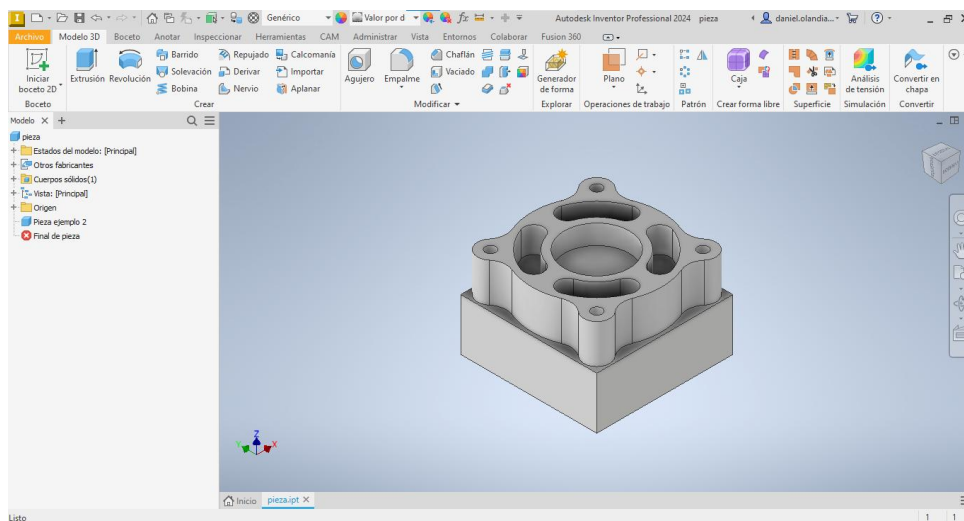 Genérico
Valor por d
Autodesk Inventor Professional 2024 pieza
daniel.olandia...
Archivo Modelo 3D Boceto Anotar Inspeccionar Herramientas CAM Administrar Vista Entornos Colaborar Fusion 360
Iniciar boceto 2D
Extrusión
Revolución
Barrido
Solevación
Bobina
Repujado
Derivar
Nervio
Calcomanía
Importar
Aplanar
Agujero
Empalme
Chaflán
Vaciado
Generador de forma
Plano
Caja
Análisis de tensión
Convertir en chapa
Boceto Crear Modificar Explorar Operaciones de trabajo Patrón Crear forma libre Superficie Simulación Convertir
Modelo
pieza
Estados del modelo: [Principal]
Otros fabricantes
Cuerpos sólidos(1)
Vista: [Principal]
Origen
Pieza ejemplo 2
Final de pieza
Z
Y
X
Inicio pieza.ipt
Listo
1 1